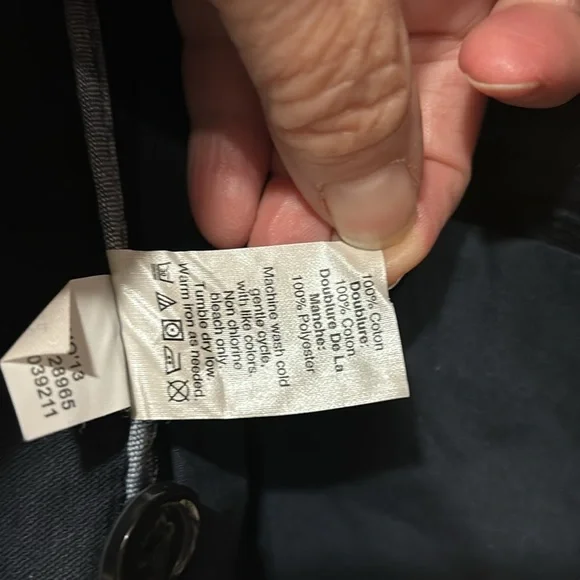 100% Coton
Doublure:
100% Coton
Doublure De La
Manche:
100% Polyester
Machine wash cold
gentle cycle
with like colors.
Non chlorine
bleach only.
Tumble dry low.
Warm iron as needed.
28965
039211